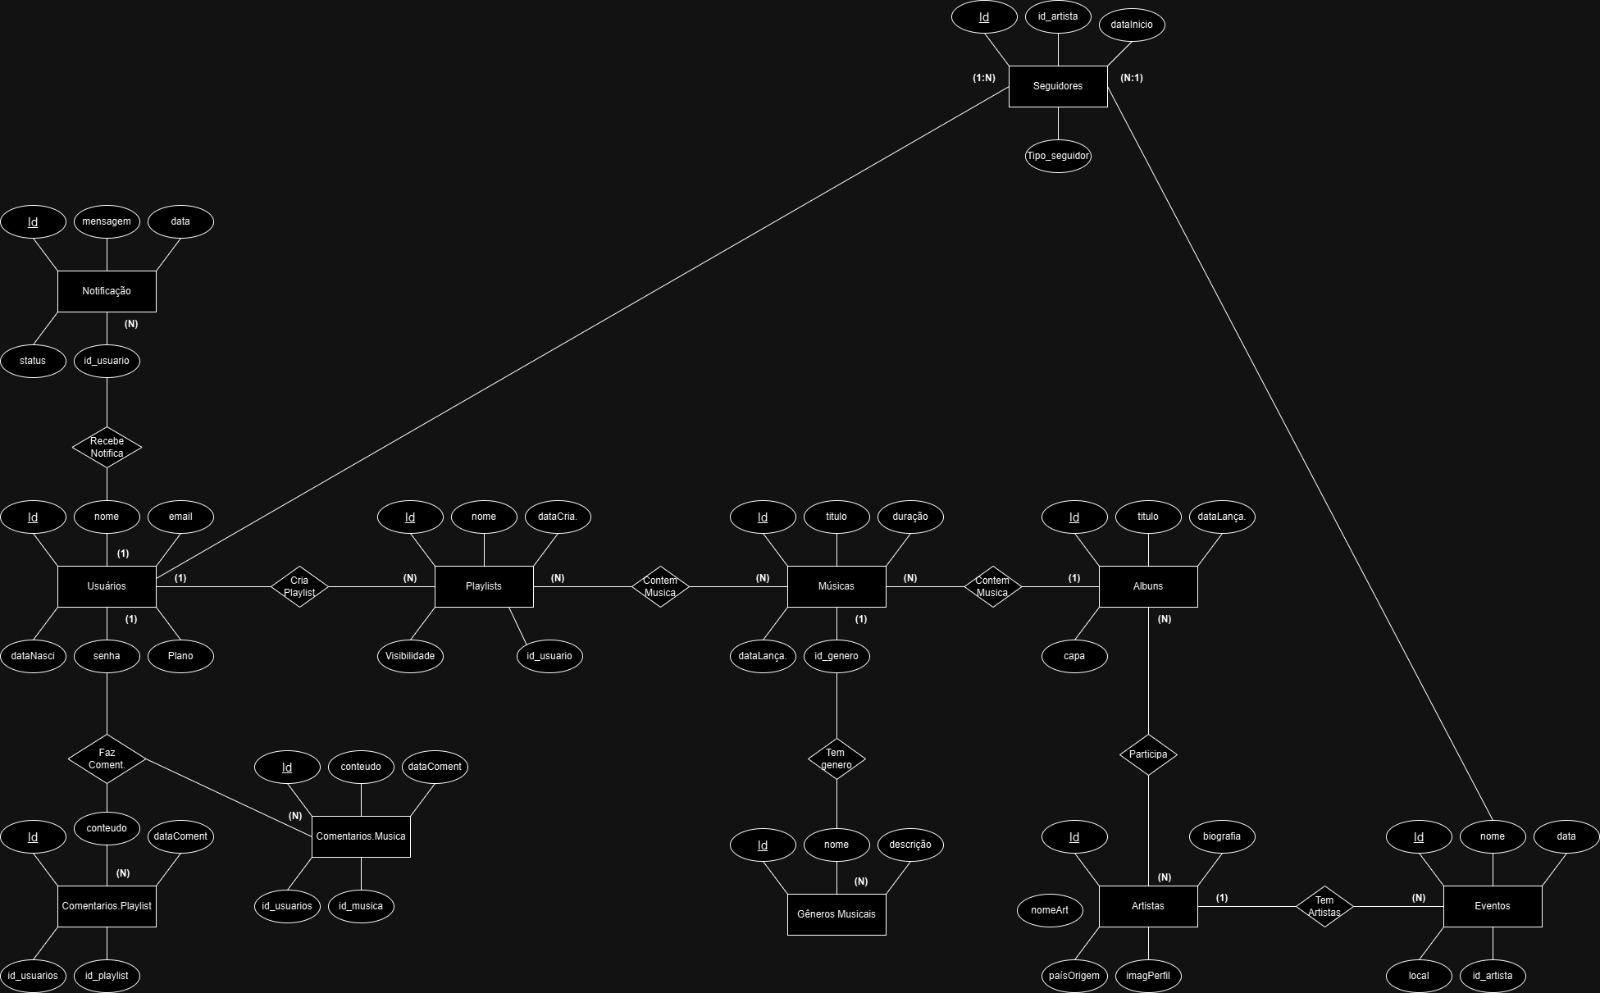 Id
id_artista
dataInicio
(1:N)
Seguidores
(N:1)
Tipo_seguidor
Id
mensagem
data
Notificação
(N)
status
id_usuario
Recebe
Notifica
Id
nome
email
(1)
Usuários
(1)
(1)
dataNasci
senha
Plano
Cria
Playlist
Id
nome
dataCria.
(N)
Playlists
(N)
Visibilidade
id_usuario
Contem
Musica
Id
titulo
duração
(N)
Músicas
(N)
(1)
dataLança.
id_genero
Contem
Musica
Id
titulo
dataLança.
(1)
Albuns
(N)
capa
Faz
Coment.
Id
conteudo
dataComent
(N)
Comentarios.Musica
id_usuarios
id_musica
Id
conteudo
dataComent
(N)
Comentarios.Playlist
id_usuarios
id_playlist
Tem
genero
Id
nome
descrição
(N)
Gêneros Musicais
Participa
Id
biografia
(N)
nomeArt
Artistas
(1)
paísOrigem
imagPerfil
Tem
Artistas
Id
nome
data
(N)
Eventos
local
id_artista